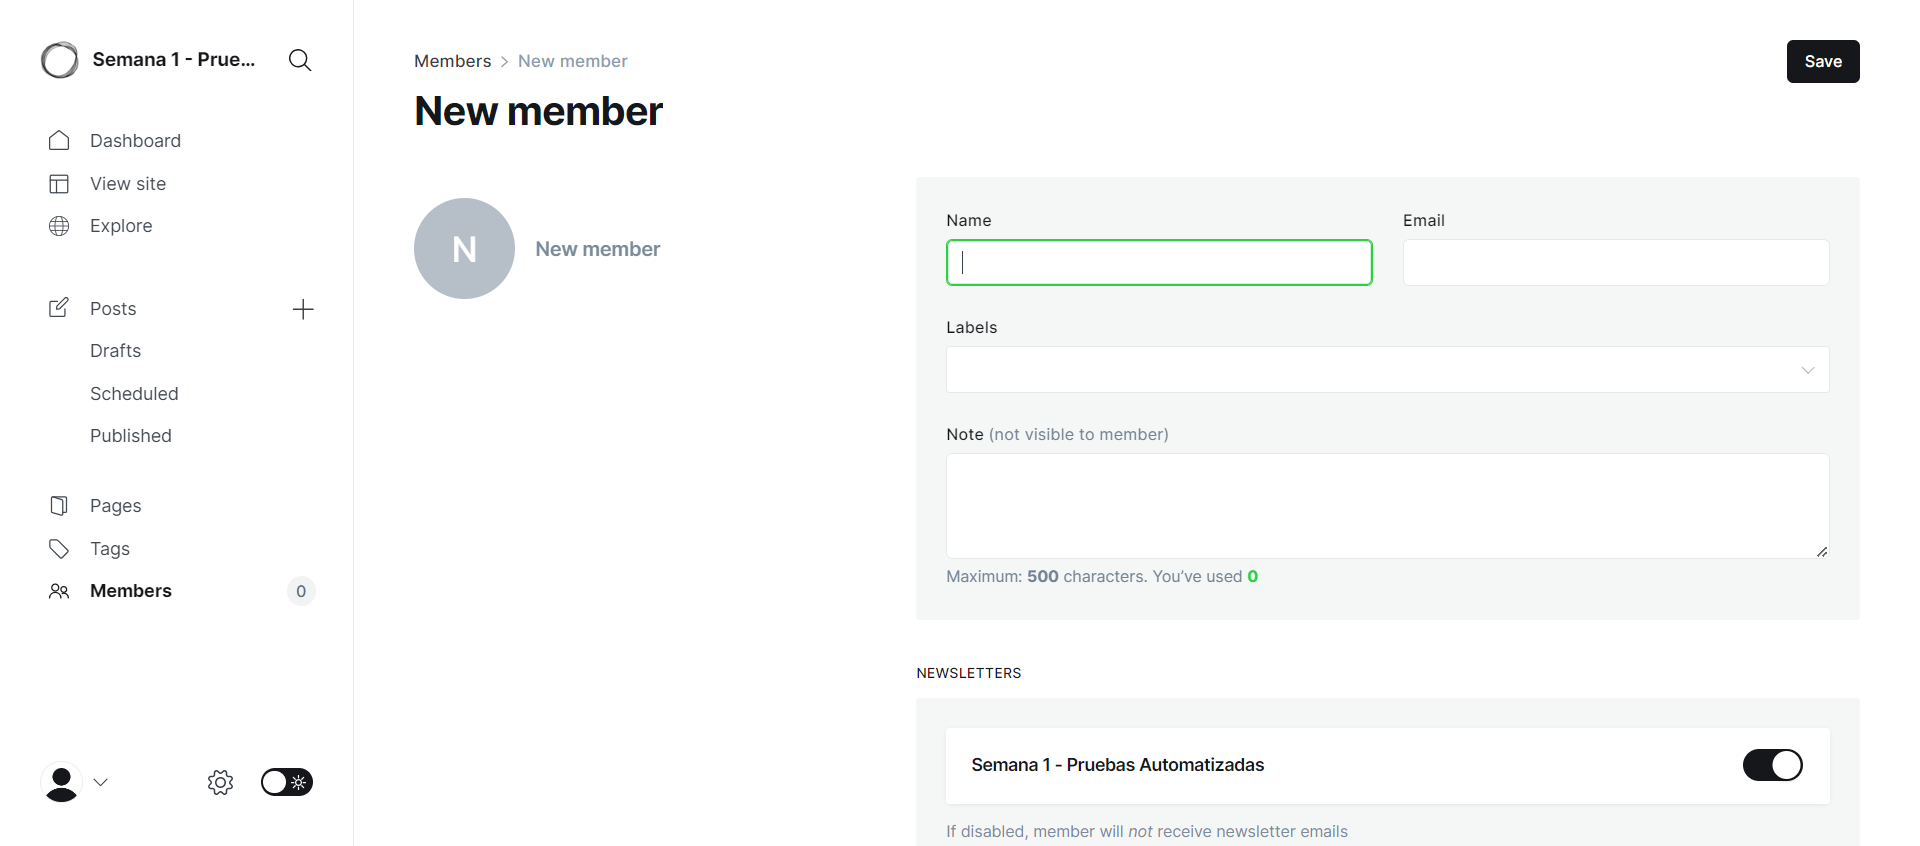 Semana 1 - Prue...
Dashboard
View site
Explore
Posts
Drafts
Scheduled
Published
Pages
Tags
Members
0
Members > New member
Save
New member
N
New member
Name
Email
Labels
Note (not visible to member)
Maximum: 500 characters. You’ve used 0
NEWSLETTERS
Semana 1 - Pruebas Automatizadas
If disabled, member will not receive newsletter emails